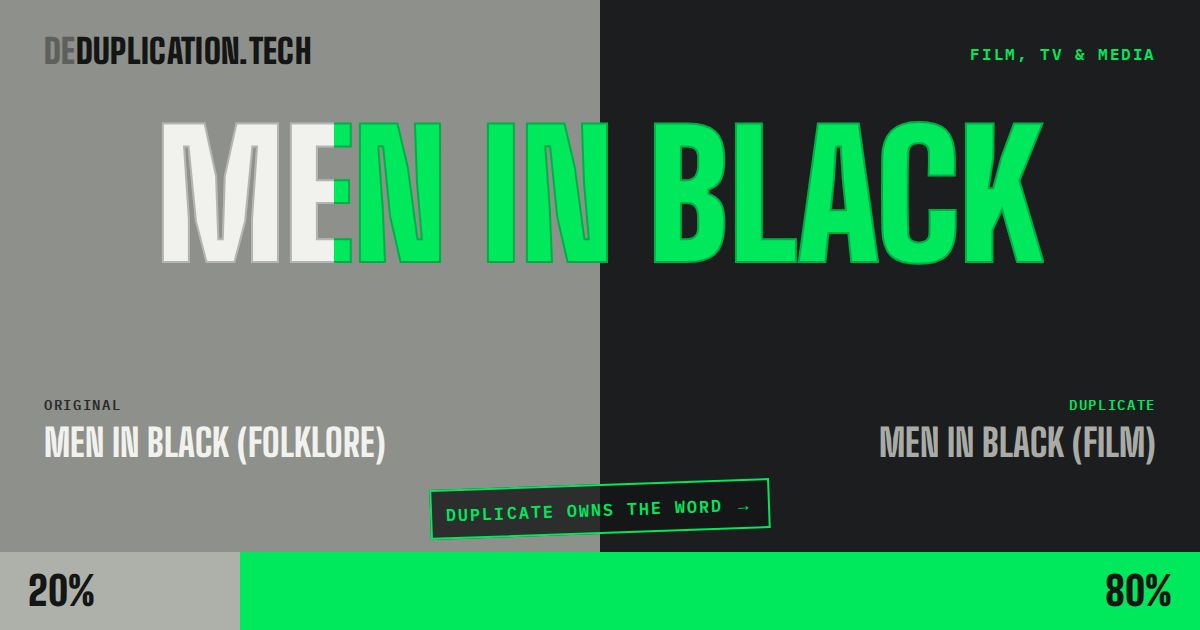 DEDUPLICATION.TECH
FILM, TV & MEDIA
MEN IN BLACK
ORIGINAL
MEN IN BLACK (FOLKLORE)
DUPLICATE
MEN IN BLACK (FILM)
DUPLICATE OWNS THE WORD →
20%
80%